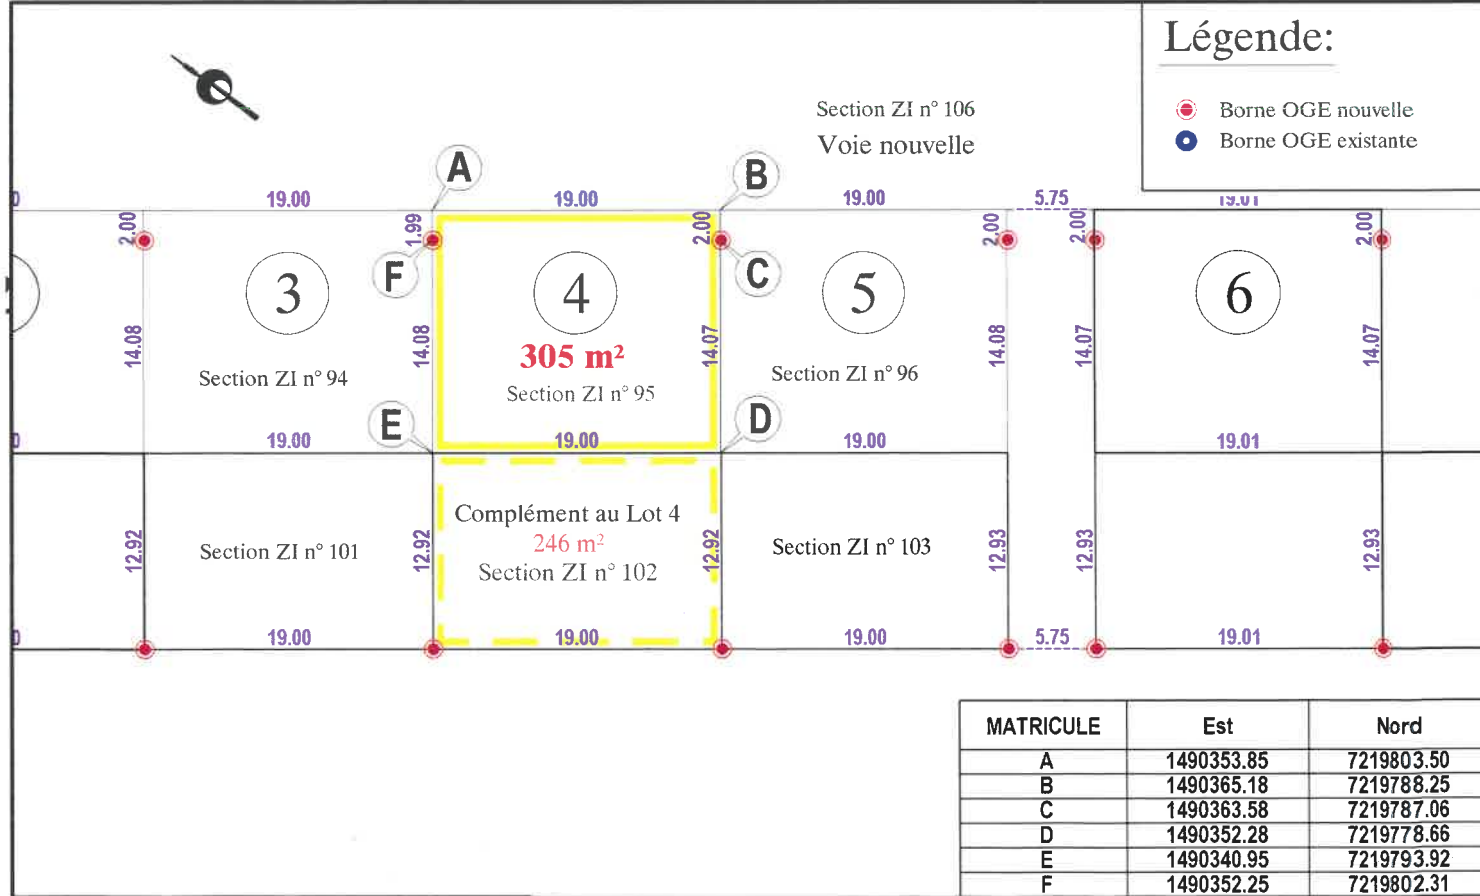 Légende:
Borne OGE nouvelle
Borne OGE existante
Section ZI n° 106
Voie nouvelle
A
B
19.00
19.00
19.00
5.75
19.01
2.00
1.99
2.00
2.00
2.00
2.00
F
C
3
4
5
6
14.08
14.08
14.07
14.08
14.07
14.07
305 m²
Section ZI n° 94
Section ZI n° 95
Section ZI n° 96
E
D
19.00
19.00
19.00
19.01
Complément au Lot 4
246 m²
Section ZI n° 102
Section ZI n° 101
Section ZI n° 103
12.92
12.92
12.92
12.93
12.93
12.93
19.00
19.00
19.00
5.75
19.01
MATRICULE Est Nord
A 1490353.85 7219803.50
B 1490365.18 7219788.25
C 1490363.58 7219787.06
D 1490352.28 7219778.66
E 1490340.95 7219793.92
F 1490352.25 7219802.31